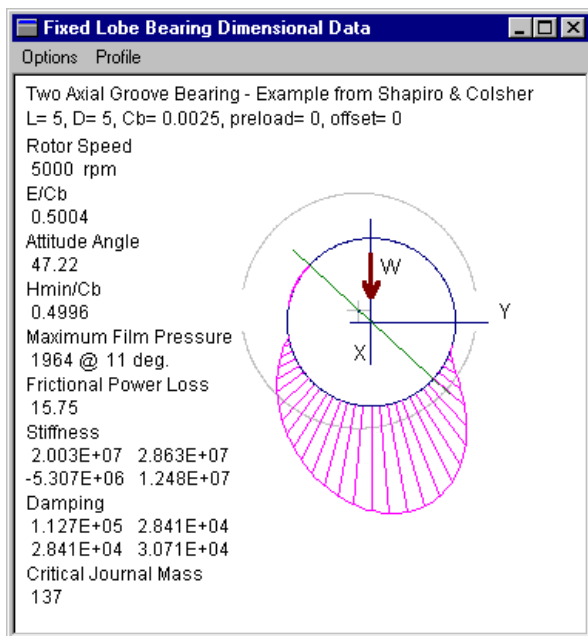 Fixed Lobe Bearing Dimensional Data
Options Profile
Two Axial Groove Bearing - Example from Shapiro & Colsher
L= 5, D= 5, Cb= 0.0025, preload= 0, offset= 0
Rotor Speed
5000 rpm
E/Cb
0.5004
Attitude Angle
47.22
Hmin/Cb
0.4996
Maximum Film Pressure
1964 @ 11 deg.
Frictional Power Loss
15.75
Stiffness
2.003E+07 2.863E+07
-5.307E+06 1.248E+07
Damping
1.127E+05 2.841E+04
2.841E+04 3.071E+04
Critical Journal Mass
137
W
Y
X